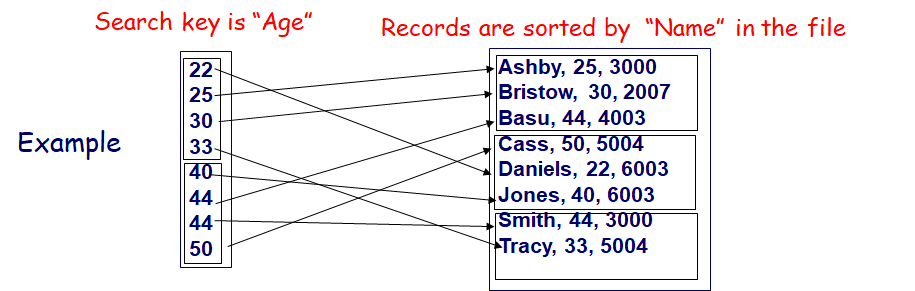 Search key is “Age”
Records are sorted by “Name” in the file
Example
22
25
30
33
40
44
44
50
Ashby, 25, 3000
Bristow, 30, 2007
Basu, 44, 4003
Cass, 50, 5004
Daniels, 22, 6003
Jones, 40, 6003
Smith, 44, 3000
Tracy, 33, 5004